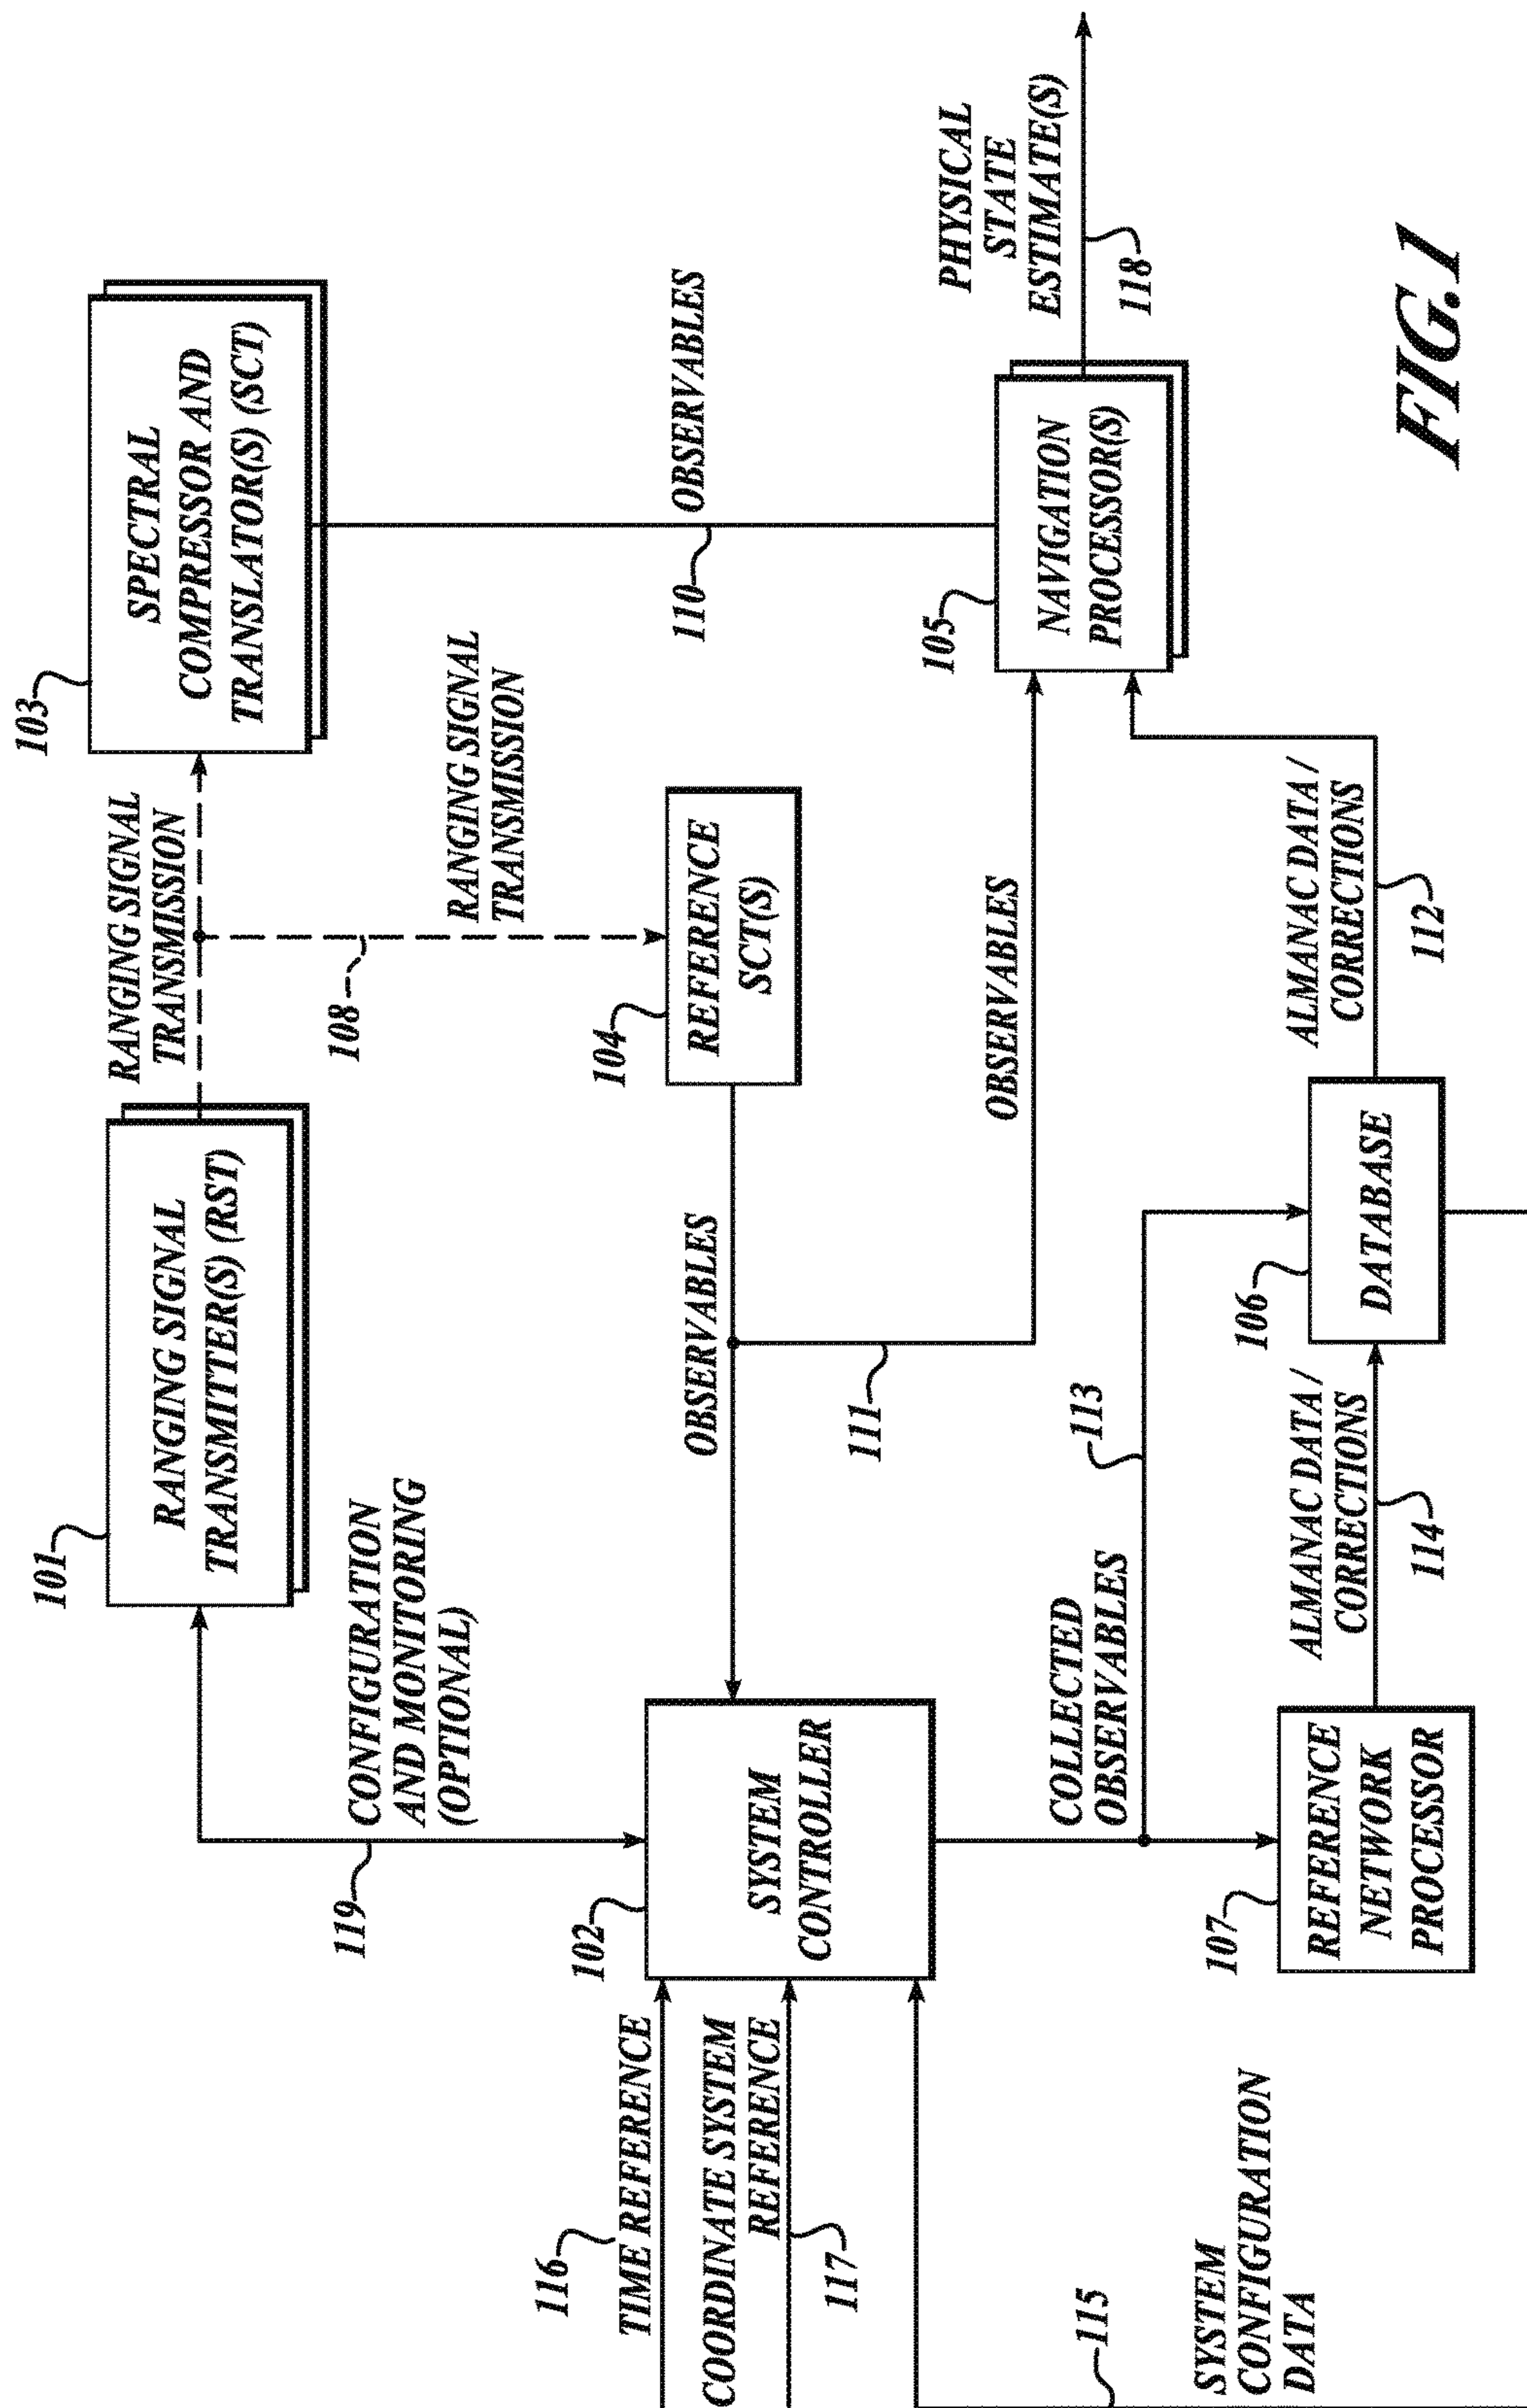 103
SPECTRAL
COMPRESSOR AND
TRANSLATOR(S) (SCT)
RANGING SIGNAL
TRANSMISSION
101
RANGING SIGNAL
TRANSMITTER(S) (RST)
108
RANGING SIGNAL
TRANSMISSION
110
OBSERVABLES
119
CONFIGURATION
AND MONITORING
(OPTIONAL)
104
REFERENCE
SCT(S)
OBSERVABLES
116
TIME REFERENCE
102
SYSTEM
CONTROLLER
COORDINATE SYSTEM
REFERENCE
117
111
OBSERVABLES
105
NAVIGATION
PROCESSOR(S)
PHYSICAL
STATE
ESTIMATE(S)
118
COLLECTED
OBSERVABLES
113
115
SYSTEM
CONFIGURATION
DATA
107
REFERENCE
NETWORK
PROCESSOR
ALMANAC DATA /
CORRECTIONS
114
106
DATABASE
ALMANAC DATA /
CORRECTIONS
112
FIG.1